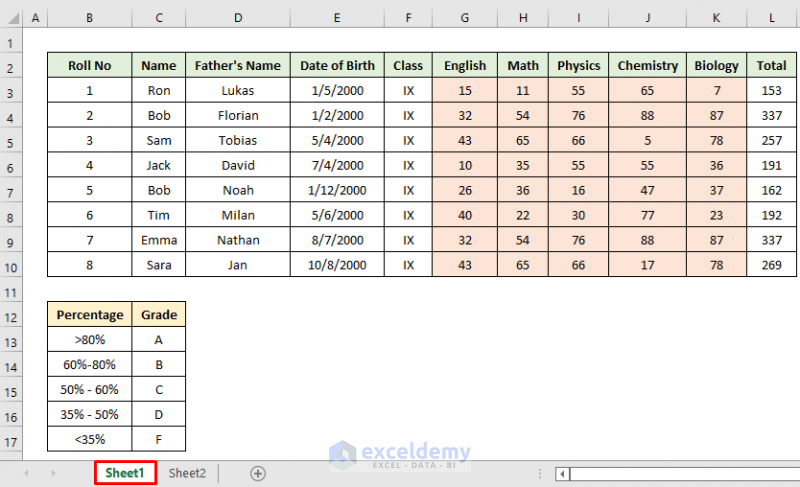 A B C D E F G H I J K L
1
2 Roll No Name Father's Name Date of Birth Class English Math Physics Chemistry Biology Total
3 1 Ron Lukas 1/5/2000 IX 15 11 55 65 7 153
4 2 Bob Florian 1/2/2000 IX 32 54 76 88 87 337
5 3 Sam Tobias 5/4/2000 IX 43 65 66 5 78 257
6 4 Jack David 7/4/2000 IX 10 35 55 55 36 191
7 5 Bob Noah 1/12/2000 IX 26 36 16 47 37 162
8 6 Tim Milan 5/6/2000 IX 40 22 30 77 23 192
9 7 Emma Nathan 8/7/2000 IX 32 54 76 88 87 337
10 8 Sara Jan 10/8/2000 IX 43 65 66 17 78 269
11
12 Percentage Grade
13 >80% A
14 60%-80% B
15 50% - 60% C
16 35% - 50% D
17 <35% F
exceldemy
EXCEL - DATA - BI
Sheet1 Sheet2